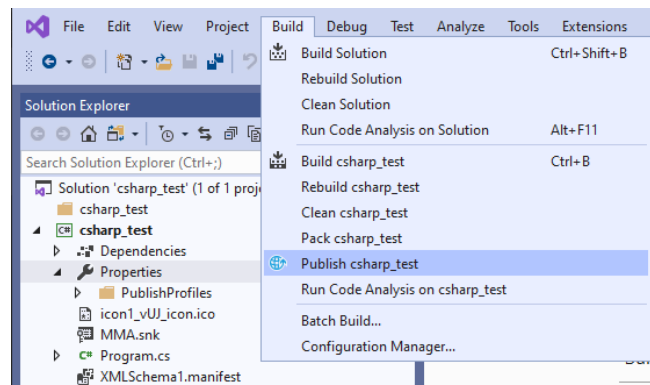 File Edit View Project Build Debug Test Analyze Tools Extensions
Build Solution Ctrl+Shift+B
Rebuild Solution
Clean Solution
Run Code Analysis on Solution Alt+F11
Build csharp_test Ctrl+B
Rebuild csharp_test
Clean csharp_test
Pack csharp_test
Publish csharp_test
Run Code Analysis on csharp_test
Batch Build...
Configuration Manager...
Solution Explorer
Search Solution Explorer (Ctrl+;)
Solution 'csharp_test' (1 of 1
csharp_test
C# csharp_test
Dependencies
Properties
PublishProfiles
icon1_vUJ_icon.ico
MMA.snk
C# Program.cs
XMLSchema1.manifest